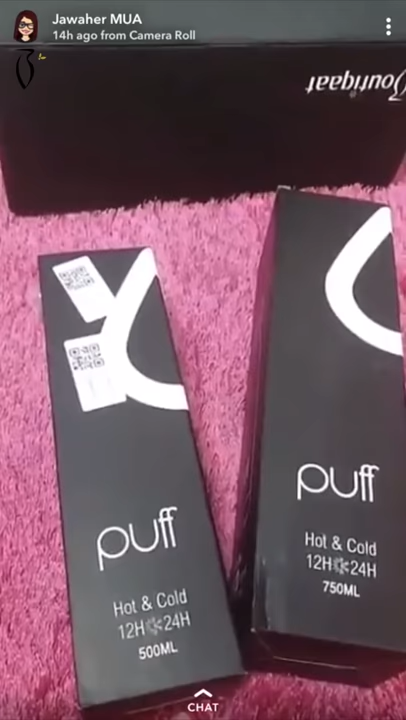 Jawaher MUA
14h ago from Camera Roll
Boutiqaat
puff
Hot & Cold
12H 24H
500ML
puff
Hot & Cold
12H 24H
750ML
CHAT